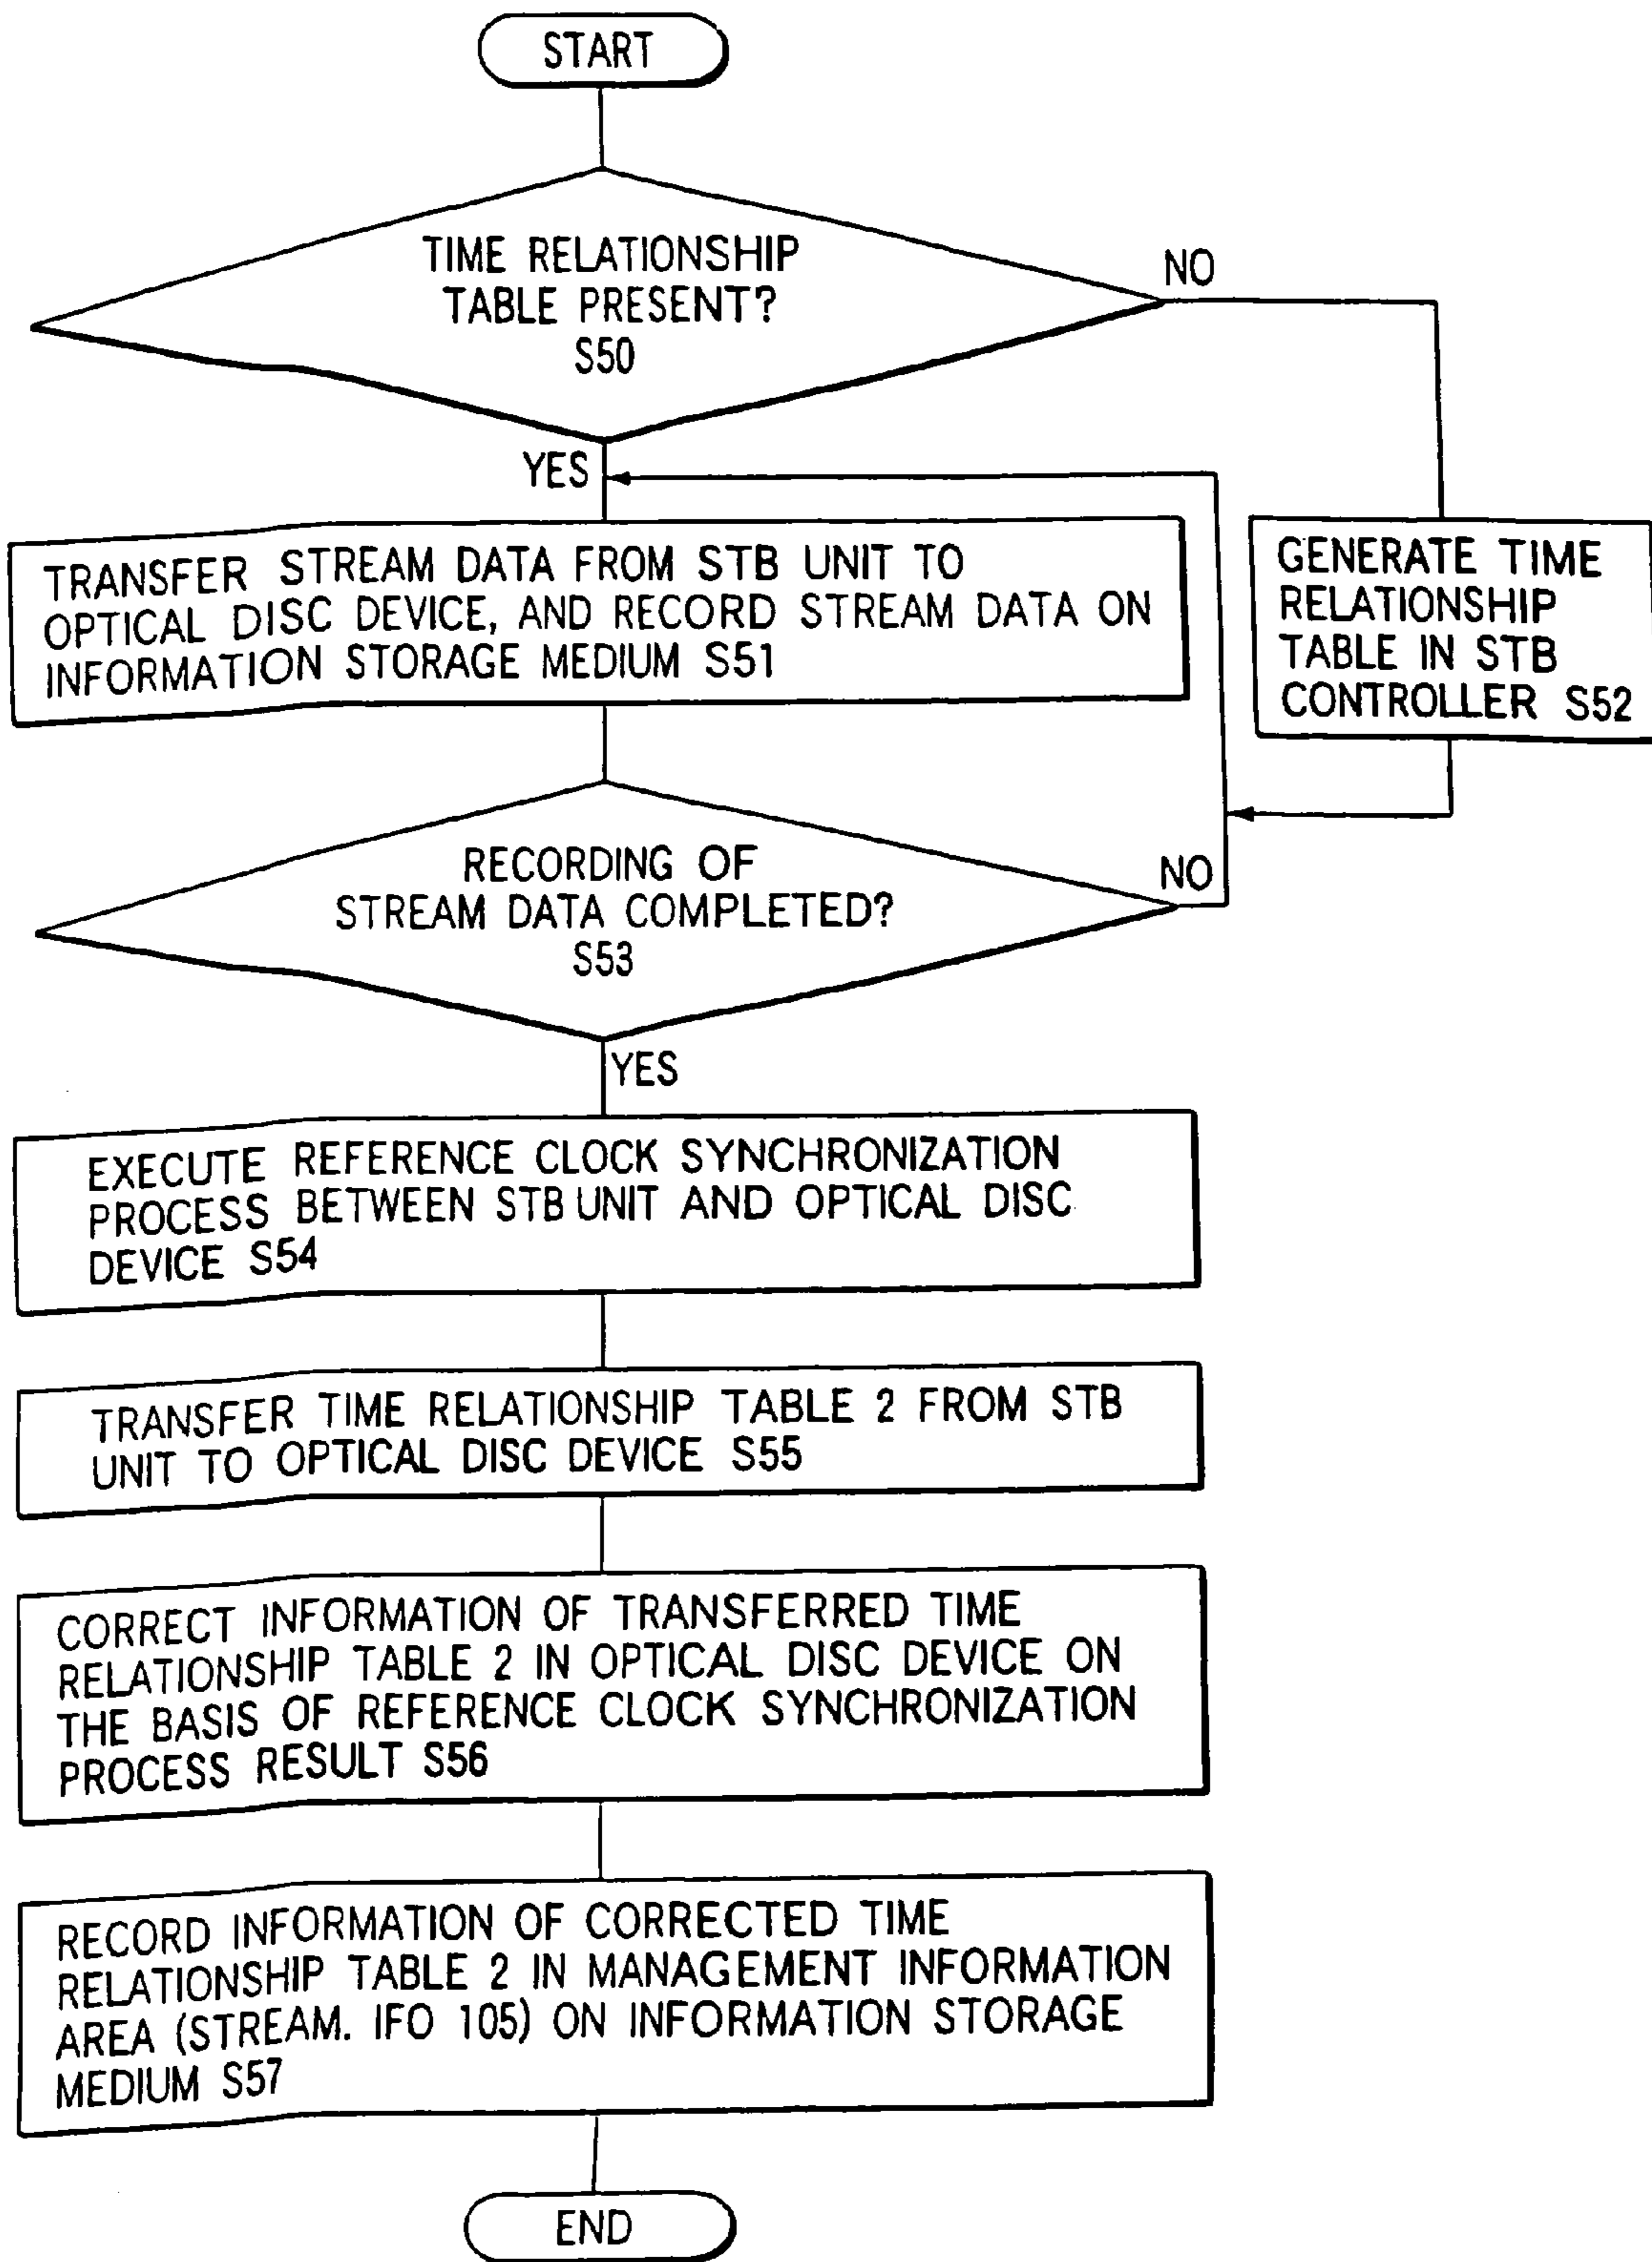 START
TIME RELATIONSHIP
TABLE PRESENT?
S50
NO
YES
TRANSFER STREAM DATA FROM STB UNIT TO
OPTICAL DISC DEVICE, AND RECORD STREAM DATA ON
INFORMATION STORAGE MEDIUM S51
GENERATE TIME
RELATIONSHIP
TABLE IN STB
CONTROLLER S52
RECORDING OF
STREAM DATA COMPLETED?
S53
NO
YES
EXECUTE REFERENCE CLOCK SYNCHRONIZATION
PROCESS BETWEEN STB UNIT AND OPTICAL DISC
DEVICE S54
TRANSFER TIME RELATIONSHIP TABLE 2 FROM STB
UNIT TO OPTICAL DISC DEVICE S55
CORRECT INFORMATION OF TRANSFERRED TIME
RELATIONSHIP TABLE 2 IN OPTICAL DISC DEVICE ON
THE BASIS OF REFERENCE CLOCK SYNCHRONIZATION
PROCESS RESULT S56
RECORD INFORMATION OF CORRECTED TIME
RELATIONSHIP TABLE 2 IN MANAGEMENT INFORMATION
AREA (STREAM. IFO 105) ON INFORMATION STORAGE
MEDIUM S57
END